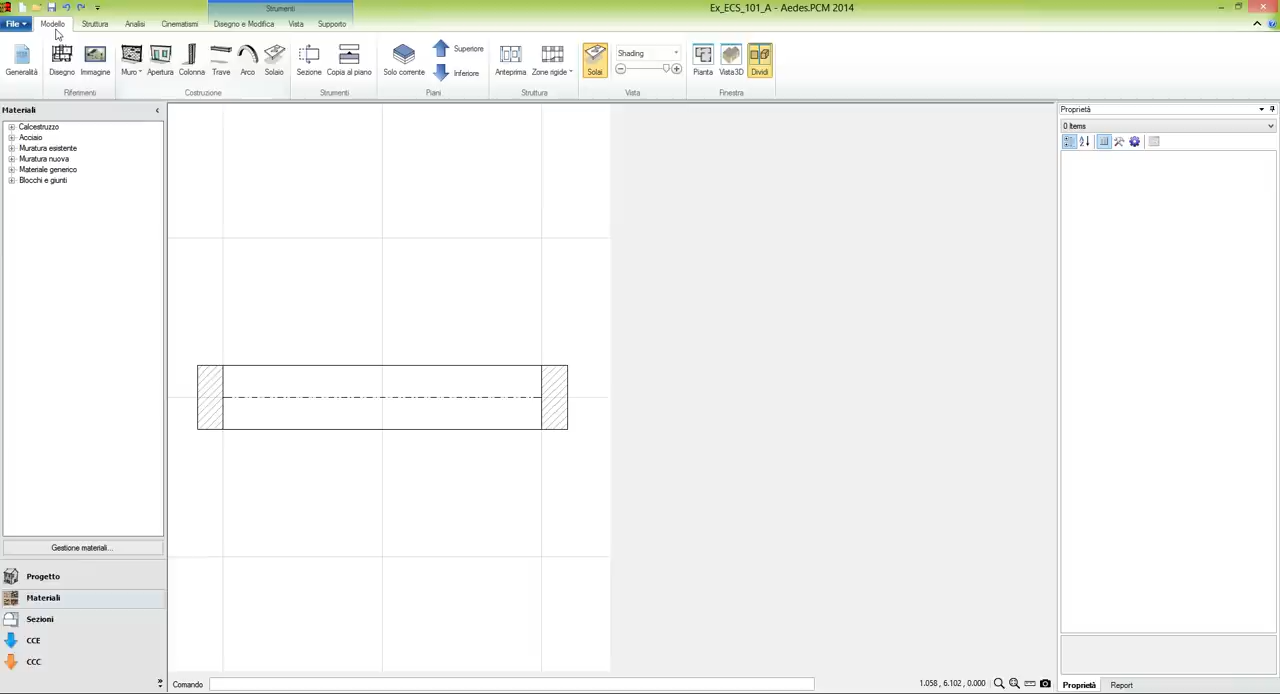 Strumenti
Ex_ECS_101_A - Aedes.PCM 2014
File
Modello
Struttura
Analisi
Cinematismi
Disegno e Modifica
Vista
Supporto
Generalità
Disegno
Immagine
Muro
Apertura
Colonna
Trave
Arco
Solaio
Sezione
Copia al piano
Solo corrente
Superiore
Inferiore
Anteprima
Zone rigide
Solai
Shading
Pianta
Vista3D
Dividi
Riferimenti
Costruzione
Strumenti
Piani
Struttura
Vista
Finestra
Materiali
Calcestruzzo
Acciaio
Muratura esistente
Muratura nuova
Materiale generico
Blocchi e giunti
Gestione materiali...
Progetto
Materiali
Sezioni
CCE
CCC
Comando
1.058 , 6.102 , 0.000
Proprietà
0 Items
Proprietà
Report